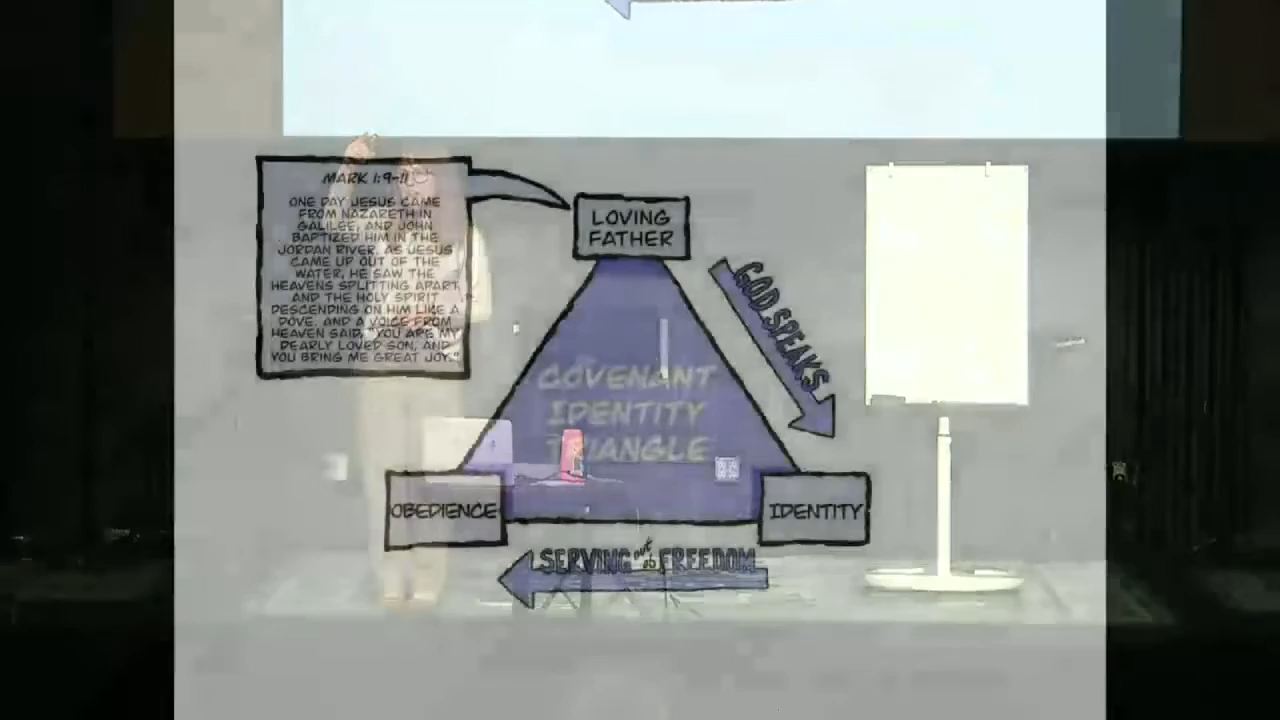 MARK 1:9-11
ONE DAY JESUS CAME
FROM NAZARETH IN
GALILEE, AND JOHN
BAPTIZED HIM IN THE
JORDAN RIVER. AS JESUS
CAME UP OUT OF THE
WATER, HE SAW THE
HEAVENS SPLITTING APART
AND THE HOLY SPIRIT
DESCENDING ON HIM LIKE A
DOVE. AND A VOICE FROM
HEAVEN SAID, "YOU ARE MY
DEARLY LOVED SON, AND
YOU BRING ME GREAT JOY."
LOVING
FATHER
GOD SPEAKS
COVENANT
IDENTITY
TRIANGLE
OBEDIENCE
IDENTITY
SERVING out of FREEDOM